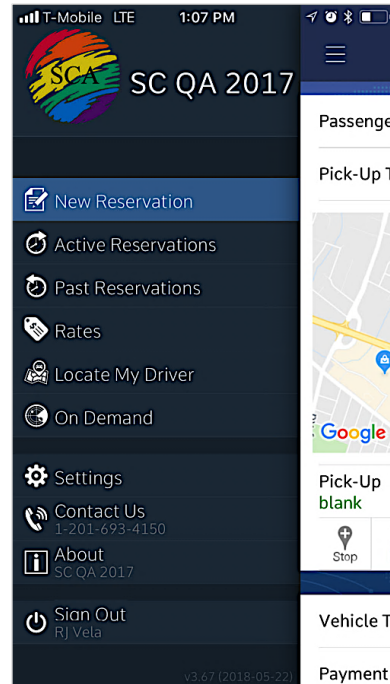 T-Mobile LTE 1:07 PM
SCA
SC QA 2017
New Reservation
Active Reservations
Past Reservations
Rates
Locate My Driver
On Demand
Settings
Contact Us
1-201-693-4150
About
SC QA 2017
Sign Out
RJ Vela
v3.67 (2018-05-22)
Passenge
Pick-Up T
Google
Pick-Up
blank
Stop
Vehicle T
Payment